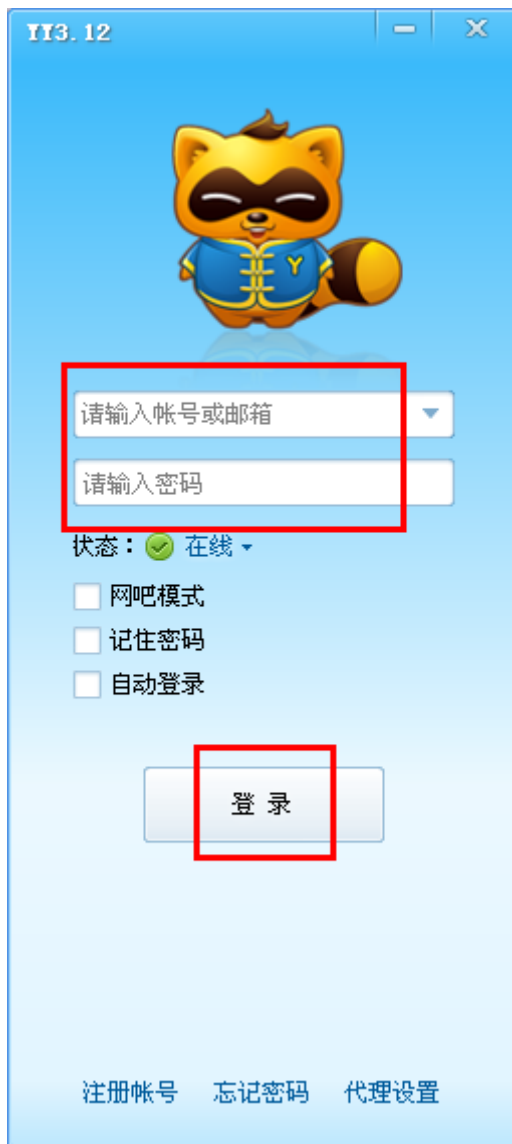 YY3.12
Y
请输入帐号或邮箱
请输入密码
状态：在线
网吧模式
记住密码
自动登录
登 录
注册帐号 忘记密码 代理设置